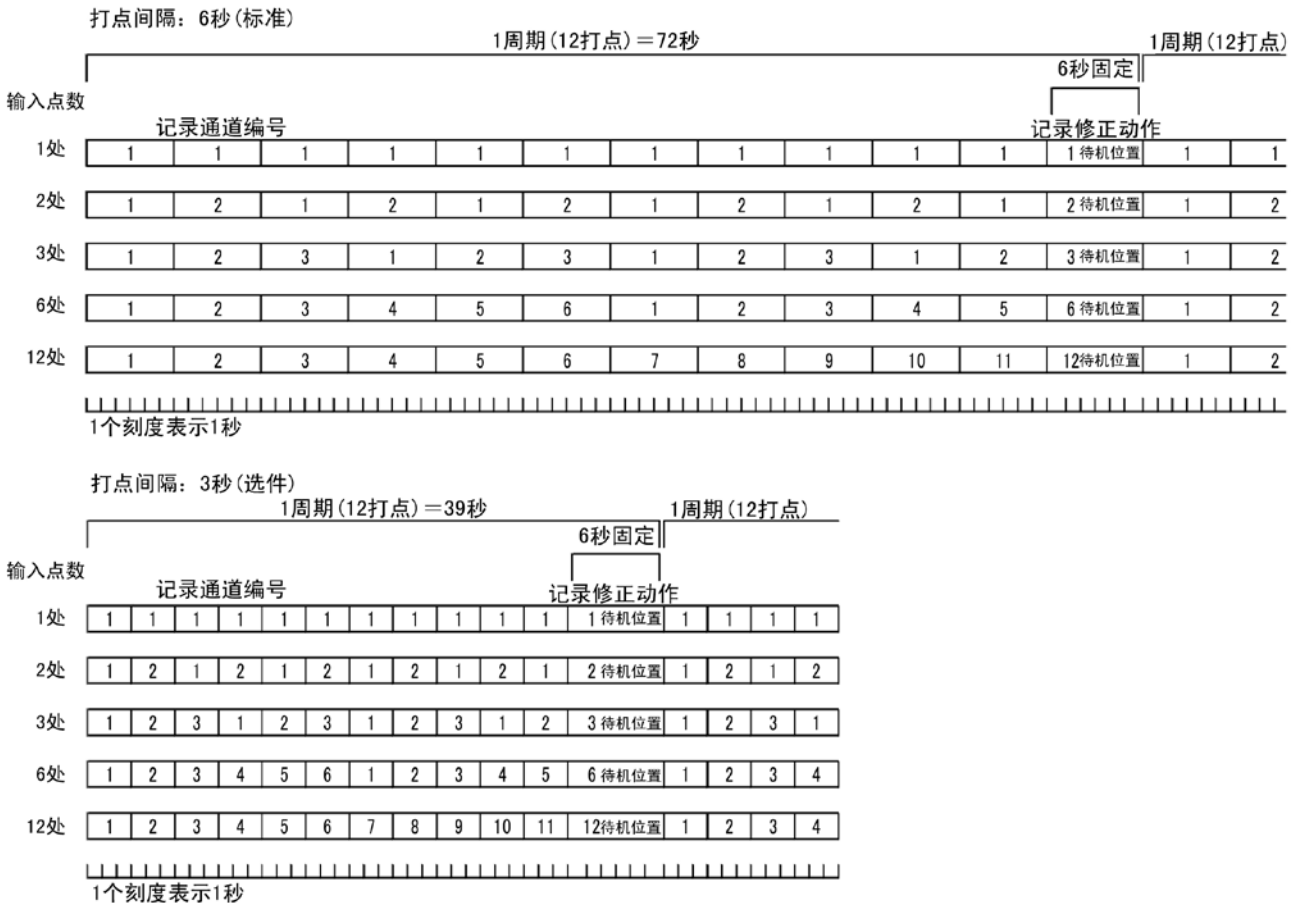 打点间隔：6秒(标准)
1周期(12打点)＝72秒 1周期(12打点)
6秒固定
输入点数
记录通道编号 记录修正动作
1处 1 1 1 1 1 1 1 1 1 1 1 1待机位置 1 1
2处 1 2 1 2 1 2 1 2 1 2 1 2待机位置 1 2
3处 1 2 3 1 2 3 1 2 3 1 2 3待机位置 1 2
6处 1 2 3 4 5 6 1 2 3 4 5 6待机位置 1 2
12处 1 2 3 4 5 6 7 8 9 10 11 12待机位置 1 2
1个刻度表示1秒
打点间隔：3秒(选件)
1周期(12打点)＝39秒 1周期(12打点)
6秒固定
输入点数
记录通道编号 记录修正动作
1处 1 1 1 1 1 1 1 1 1 1 1 1待机位置 1 1 1 1
2处 1 2 1 2 1 2 1 2 1 2 1 2待机位置 1 2 1 2
3处 1 2 3 1 2 3 1 2 3 1 2 3待机位置 1 2 3 1
6处 1 2 3 4 5 6 1 2 3 4 5 6待机位置 1 2 3 4
12处 1 2 3 4 5 6 7 8 9 10 11 12待机位置 1 2 3 4
1个刻度表示1秒